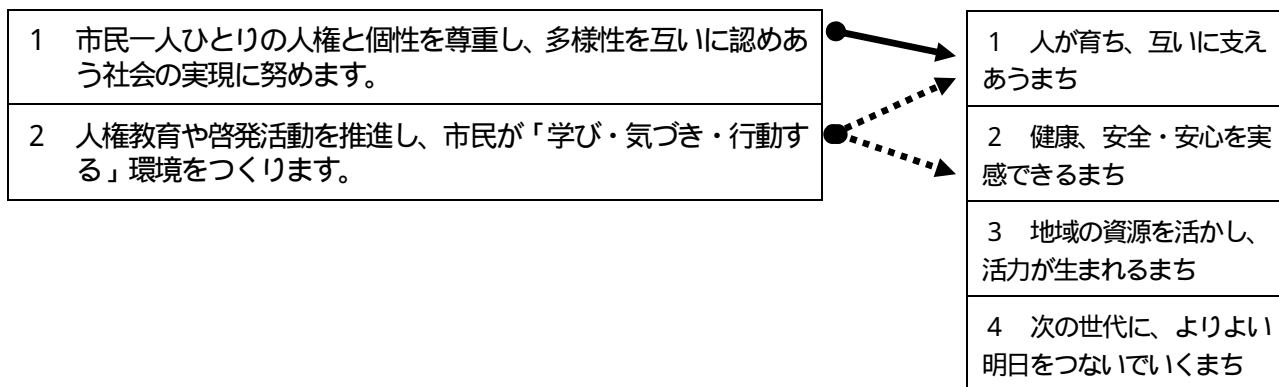 1 市民一人ひとりの人権と個性を尊重し、多様性を互いに認めあ
う社会の実現に努めます。
2 人権教育や啓発活動を推進し、市民が「学び・気づき・行動す
る」環境をつくります。
1 人が育ち、互いに支え
あうまち
2 健康、安全・安心を実
感できるまち
3 地域の資源を活かし、
活力が生まれるまち
4 次の世代に、よりよい
明日をつないでいくまち